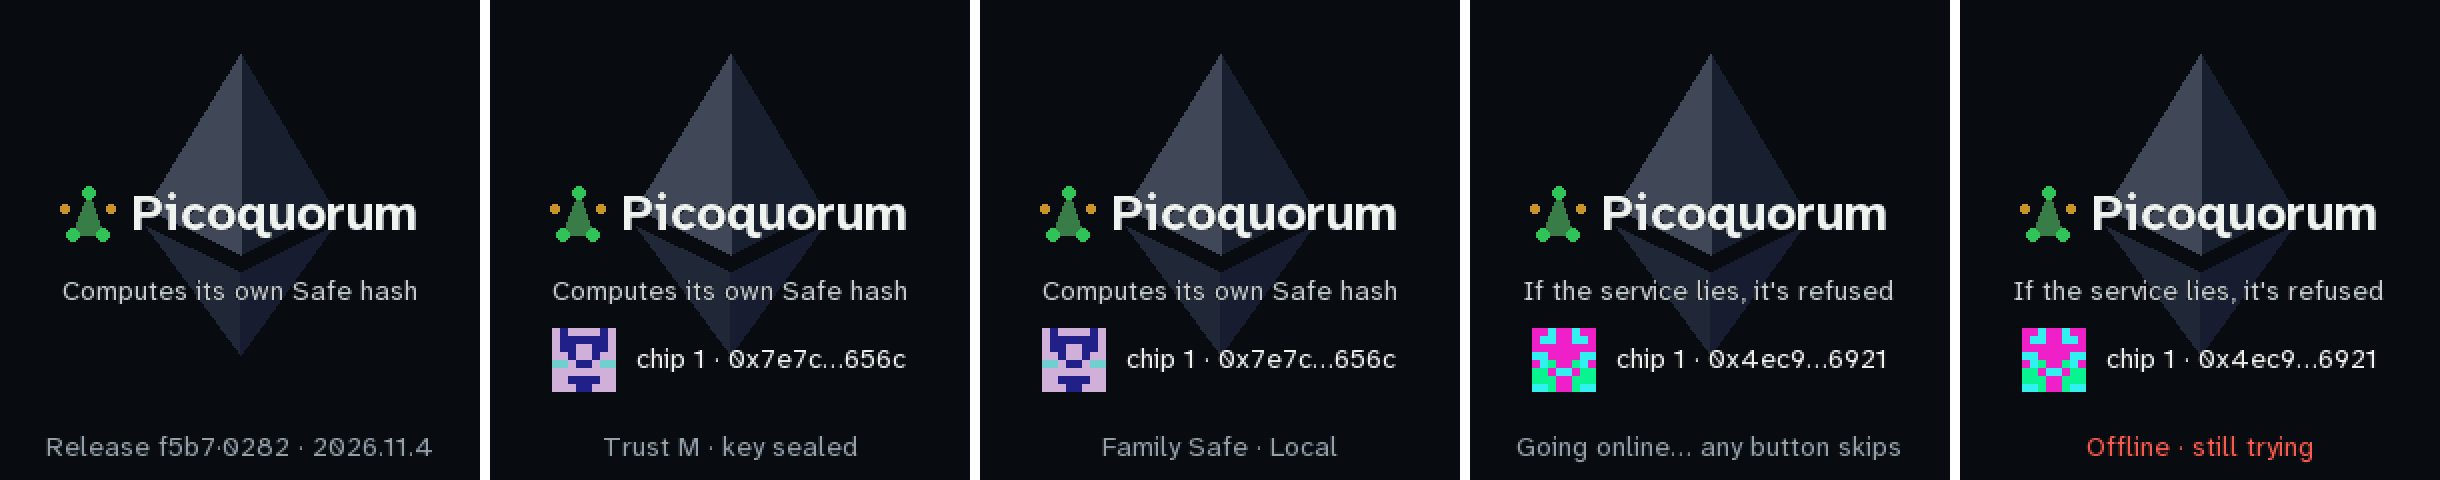 Picoquorum
Computes its own Safe hash
Release f5b7·0282 · 2026.11.4
Picoquorum
Computes its own Safe hash
chip 1 · 0x7e7c...656c
Trust M · key sealed
Picoquorum
Computes its own Safe hash
chip 1 · 0x7e7c...656c
Family Safe · Local
Picoquorum
If the service lies, it's refused
chip 1 · 0x4ec9...6921
Going online... any button skips
Picoquorum
If the service lies, it's refused
chip 1 · 0x4ec9...6921
Offline · still trying